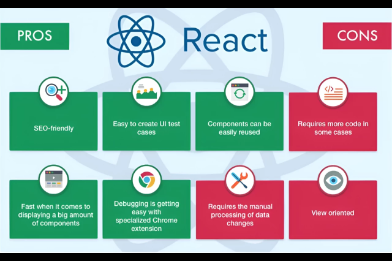 PROS
React
CONS
SEO-friendly
Easy to create UI test
cases
Components can be
easily reused
Requires more code in
some cases
Fast when it comes to
displaying a big amount
of components
Debugging is getting
easy with
specialized Chrome
extension
Requires the manual
processing of data
changes
View oriented